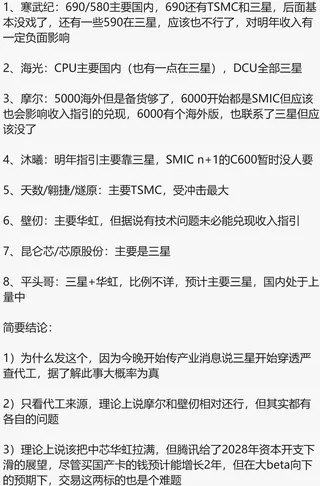 1、寒武纪：690/580主要国内，690还有TSMC和三星，后面基
本没戏了，还有一些590在三星，应该也不行了，对明年收入有
一定负面影响
2、海光：CPU主要国内（也有一点在三星），DCU全部三星
3、摩尔：5000海外但是备货够了，6000开始都是SMIC但应该
也会影响收入指引的兑现，6000有个海外版，也联系了三星但应
该没了
4、沐曦：明年指引主要靠三星，SMIC n+1的C600暂时没人要
5、天数/翱捷/燧原：主要TSMC，受冲击最大
6、壁仞：主要华虹，但据说有技术问题未必能兑现收入指引
7、昆仑芯/芯原股份：主要是三星
8、平头哥：三星+华虹，比例不详，预计主要三星，国内处于上
量中
简要结论：
1）为什么发这个，因为今晚开始传产业消息说三星开始穿透严
查代工，据了解此事大概率为真
2）只看代工来源，理论上说摩尔和壁仞相对还行，但其实都有
各自的问题
3）理论上说该把中芯华虹拉满，但腾讯给了2028年资本开支下
滑的展望，尽管买国产卡的钱预计能增长2年，但在大beta向下
的预期下，交易这两标的也是个难题